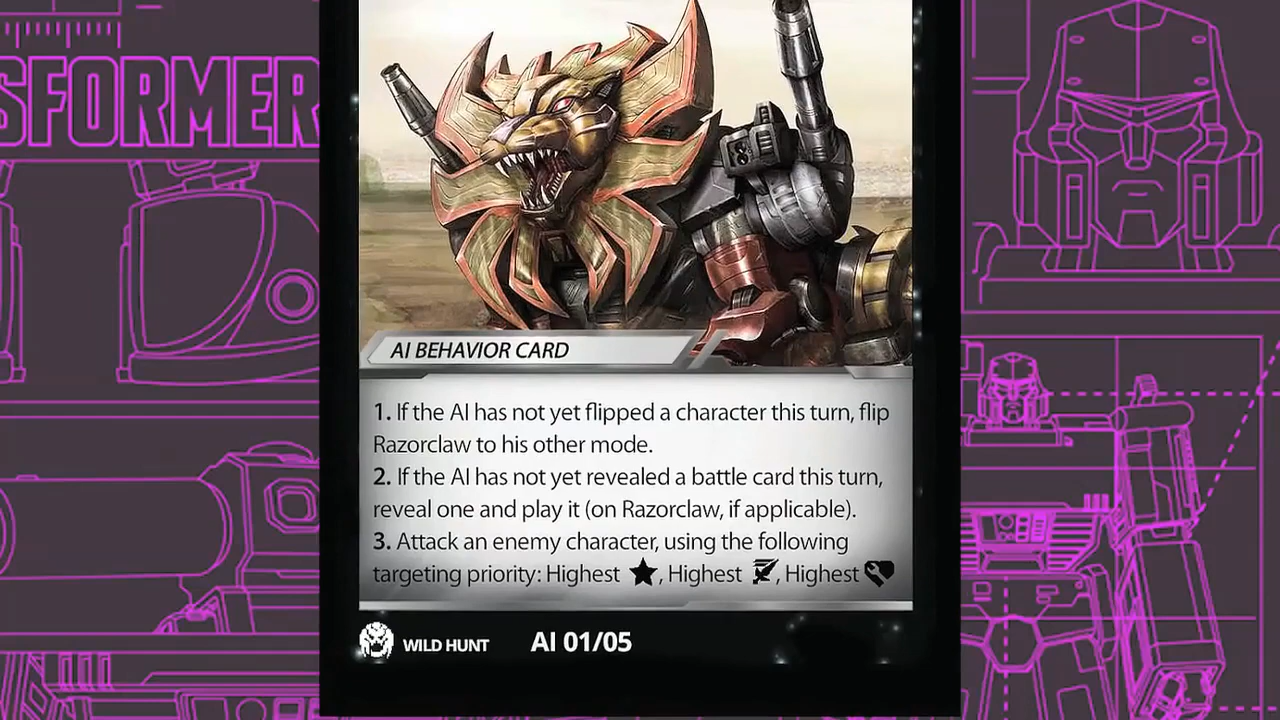 SFORMER
AI BEHAVIOR CARD
1. If the AI has not yet flipped a character this turn, flip
Razorclaw to his other mode.
2. If the AI has not yet revealed a battle card this turn,
reveal one and play it (on Razorclaw, if applicable).
3. Attack an enemy character, using the following
targeting priority: Highest ★, Highest , Highest
WILD HUNT AI 01/05